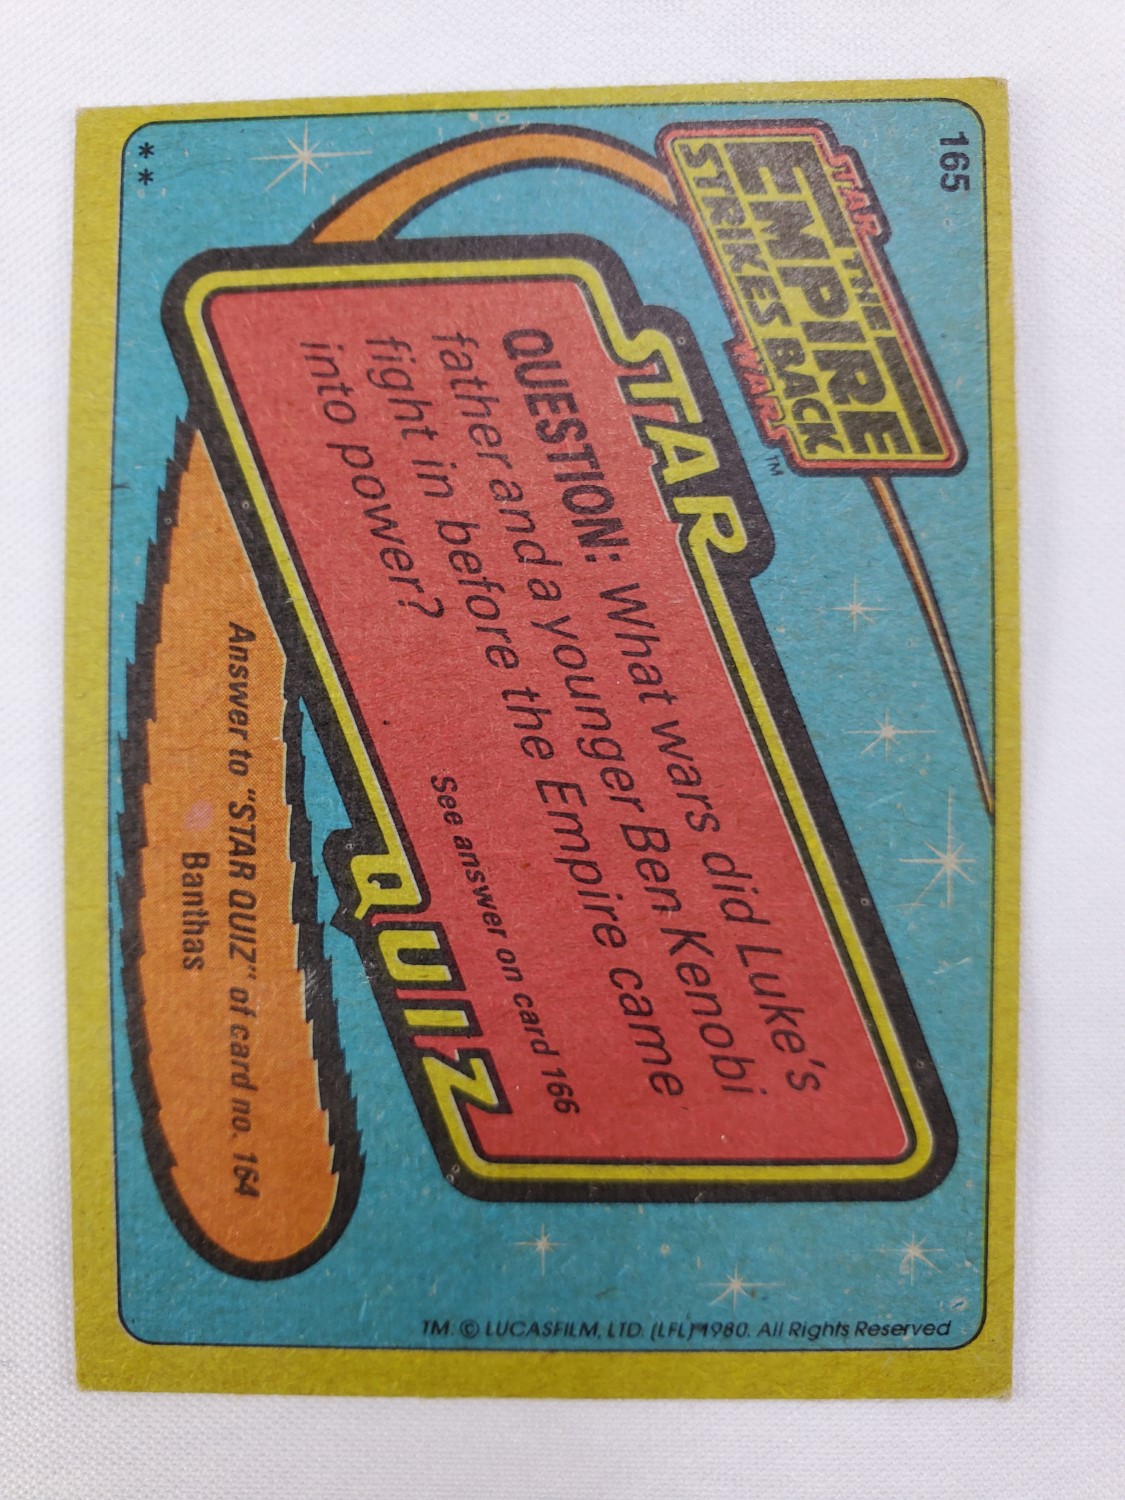 165
STAR
THE
EMPIRE
STRIKES BACK
WARS TM
STAR
QUESTION: What wars did Luke's
father and a younger Ben Kenobi
fight in before the Empire came
into power?
See answer on card 166
QUIZ
Answer to "STAR QUIZ" of card no. 164
Banthas
**
TM. © LUCASFILM, LTD. (LFL) 1980. All Rights Reserved